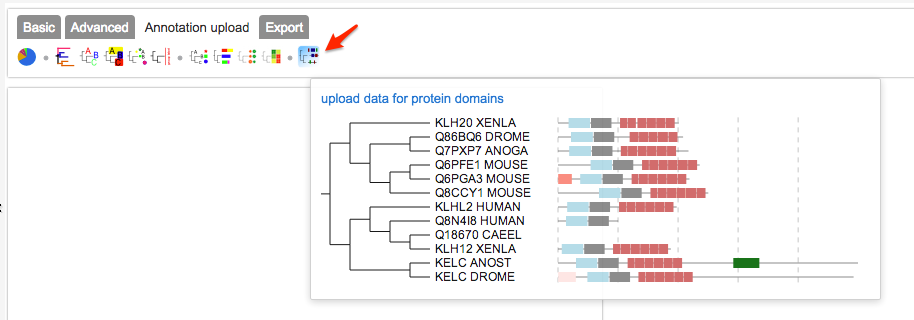 Basic Advanced Annotation upload Export
upload data for protein domains
KLH20 XENLA
Q86BQ6 DROME
Q7PXP7 ANOGA
Q6PFE1 MOUSE
Q6PGA3 MOUSE
Q8CCY1 MOUSE
KLHL2 HUMAN
Q8N4I8 HUMAN
Q18670 CAEEL
KLH12 XENLA
KELC ANOST
KELC DROME